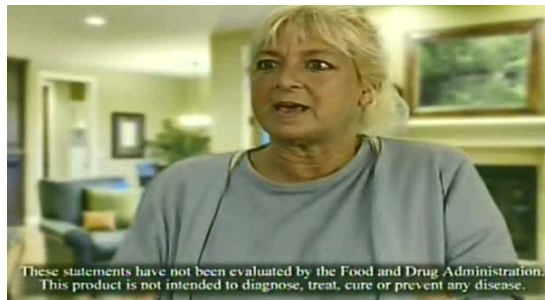 These statements have not been evaluated by the Food and Drug Administration.
This product is not intended to diagnose, treat, cure or prevent any disease.